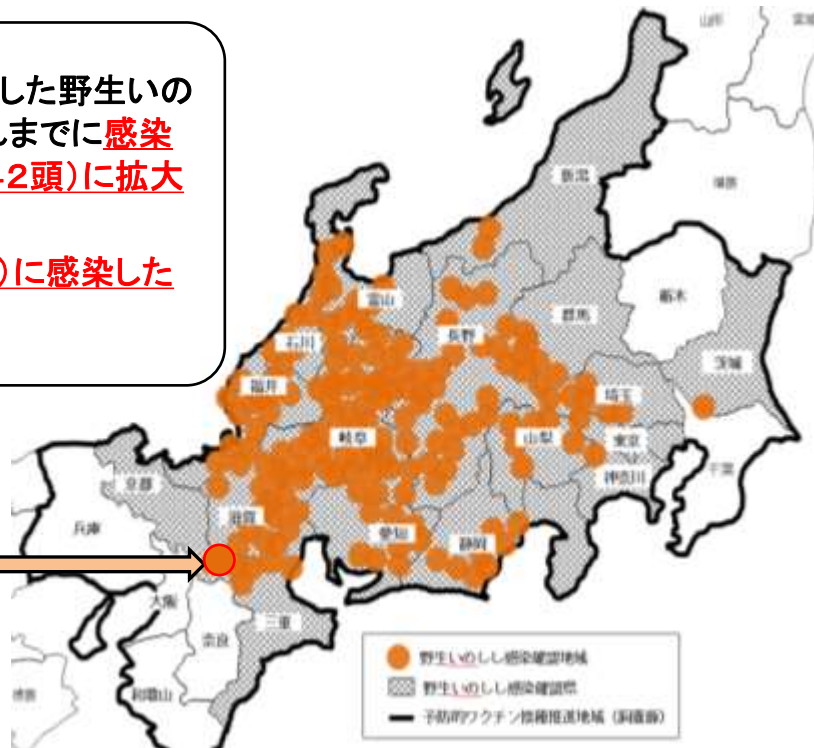 した野生いの
れまでに感染
2頭)に拡大
)に感染した
山形
新潟
福島
富山
群馬
栃木
石川
長野
茨城
福井
埼玉
岐阜
山梨
東京
千葉
京都
神奈川
滋賀
兵庫
愛知
静岡
大阪
三重
奈良
和歌山
徳島
野生いのしし感染確認地域
野生いのしし感染確認県
予防的ワクチン接種推進地域